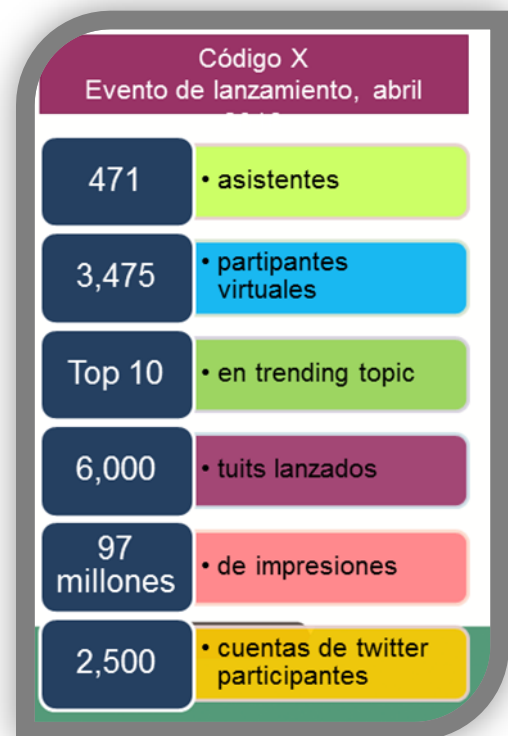 Código X
Evento de lanzamiento, abril
471
• asistentes
3,475
• partipantes
virtuales
Top 10
• en trending topic
6,000
• tuits lanzados
97
millones
• de impresiones
2,500
• cuentas de twitter
participantes